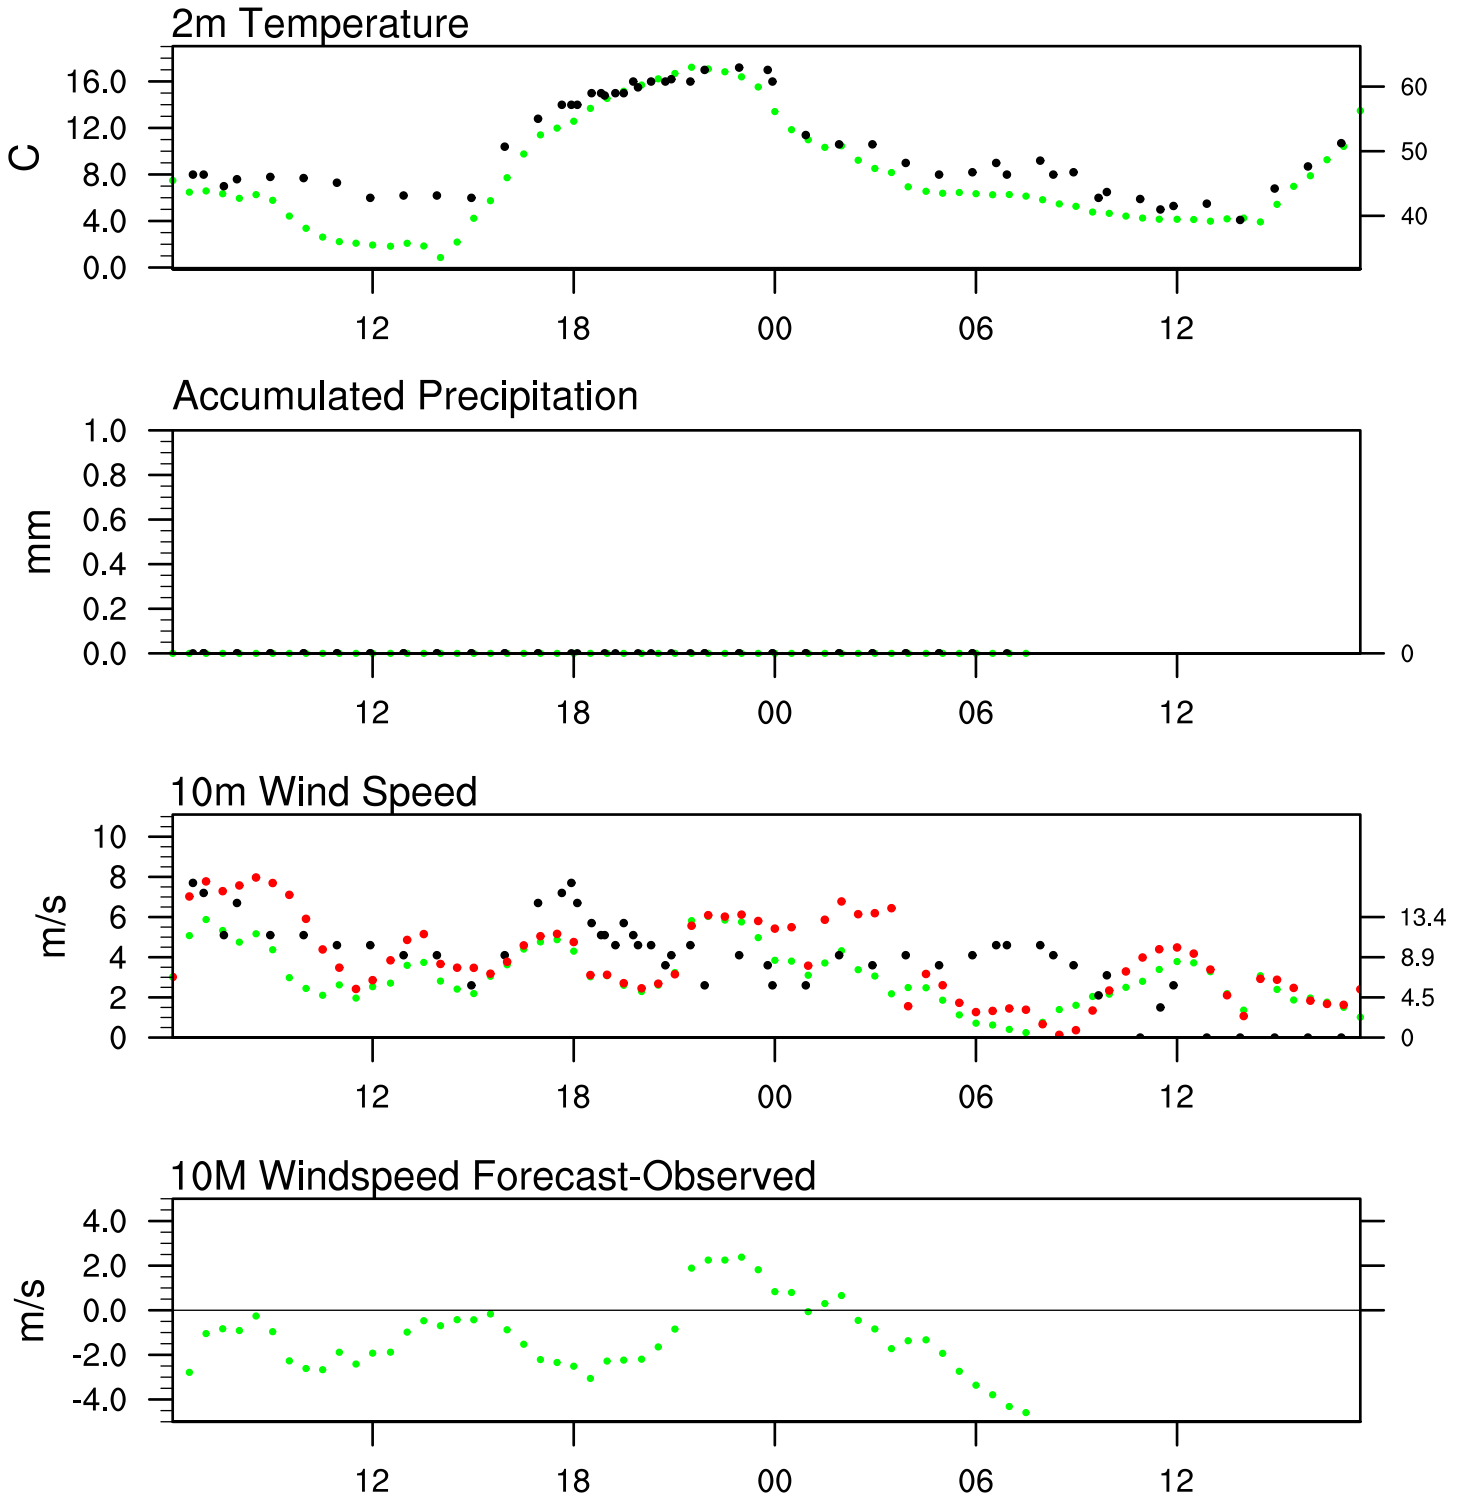 2m Temperature
16.0
60
12.0
50
8.0
4.0
40
0.0
C
12 18 00 06 12
Accumulated Precipitation
1.0
0.8
0.6
0.4
0.2
0.0
0
mm
12 18 00 06 12
10m Wind Speed
10
8
6
13.4
4
8.9
2
4.5
0
0
m/s
12 18 00 06 12
10M Windspeed Forecast-Observed
4.0
2.0
0.0
-2.0
-4.0
m/s
12 18 00 06 12